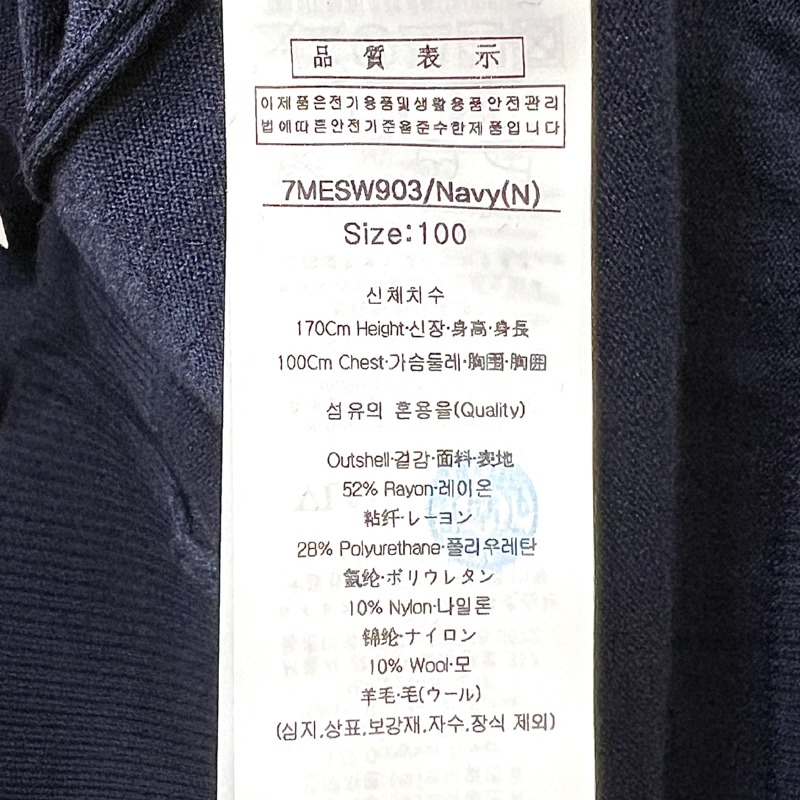 品質表示
이제품은전기용품및생활용품안전관리
법에따른안전기준을준수한제품입니다
7MESW903/Navy(N)
Size:100
신체치수
170Cm Height·신장·身高·身長
100Cm Chest·가슴둘레·胸围·胸囲
섬유의 혼용율(Quality)
Outshell·겉감·面料·表地
52% Rayon·레이온
粘纤·レーヨン
28% Polyurethane·폴리우레탄
氨纶·ポリウレタン
10% Nylon·나일론
锦纶·ナイロン
10% Wool·모
羊毛·毛(ウール)
(심지,상표,보강재,자수,장식 제외)